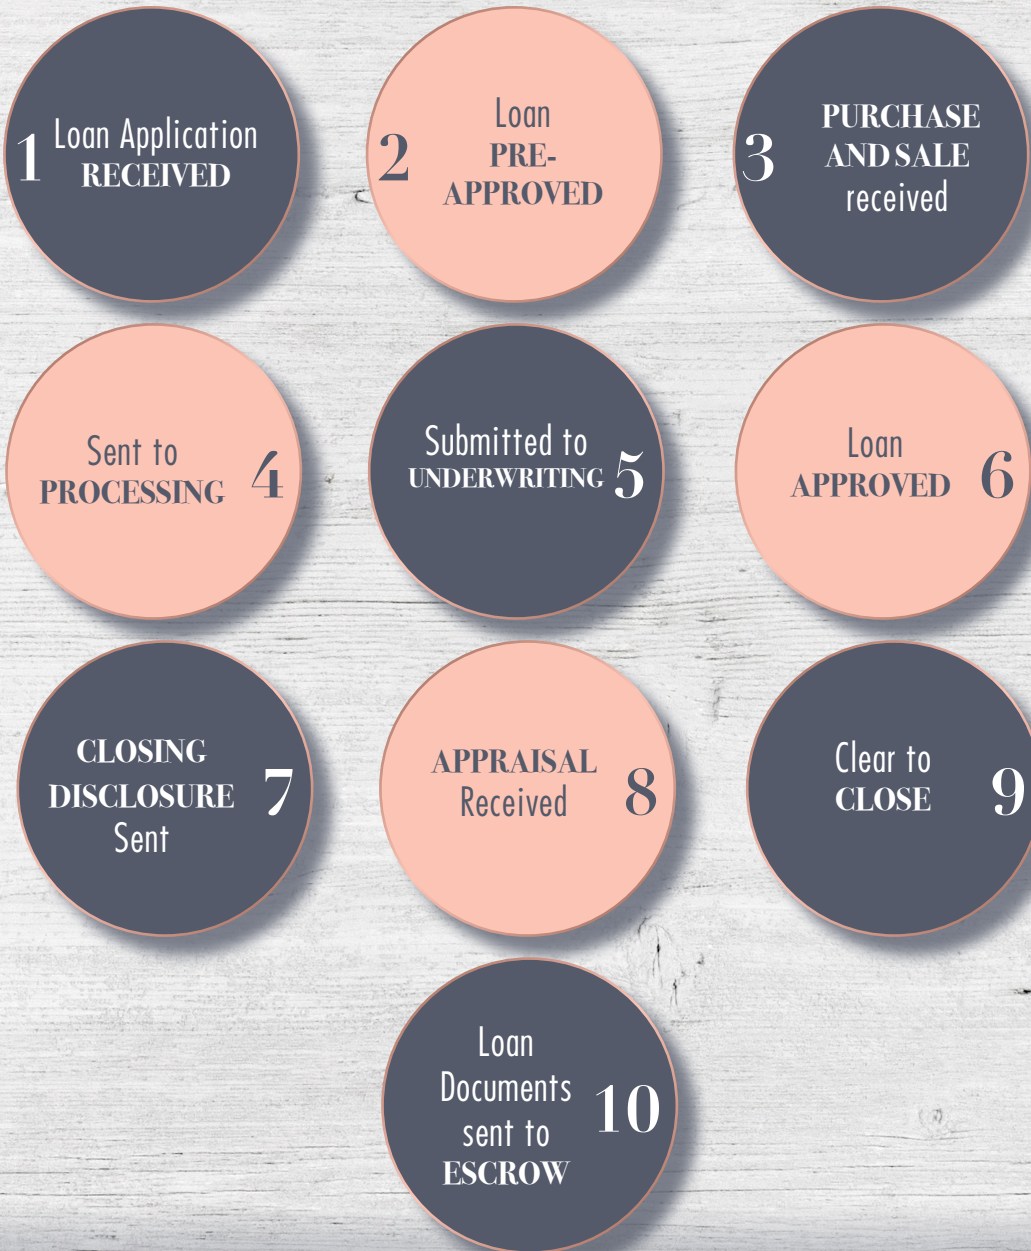 1
Loan Application
RECEIVED
2
Loan
PRE-
APPROVED
3
PURCHASE
AND SALE
received
Sent to
PROCESSING
4
Submitted to
UNDERWRITING
5
Loan
APPROVED
6
CLOSING
DISCLOSURE
Sent
7
APPRAISAL
Received
8
Clear to
CLOSE
9
Loan
Documents
sent to
ESCROW
10